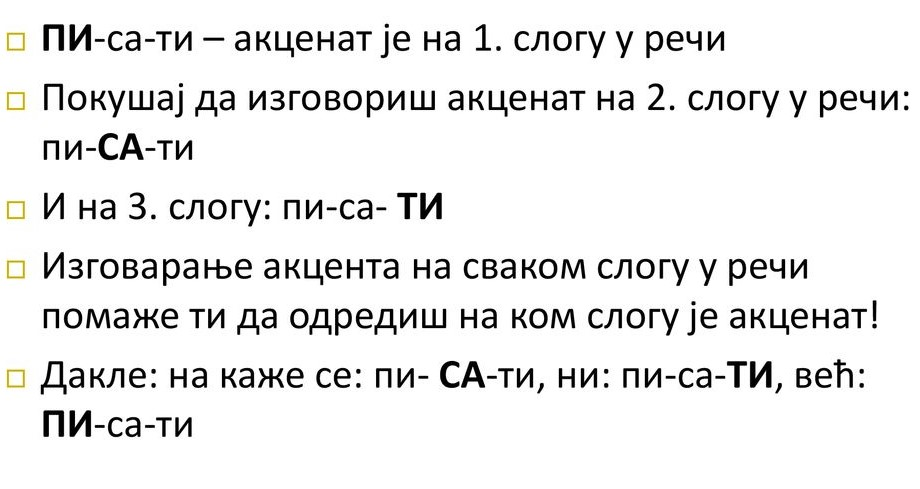 ПИ-са-ти – акценат је на 1. слогу у речи
Покушај да изговориш акценат на 2. слогу у речи:
пи-СА-ти
И на 3. слогу: пи-са- ТИ
Изговарање акцента на сваком слогу у речи
помаже ти да одредиш на ком слогу је акценат!
Дакле: на каже се: пи- СА-ти, ни: пи-са-ТИ, већ:
ПИ-са-ти